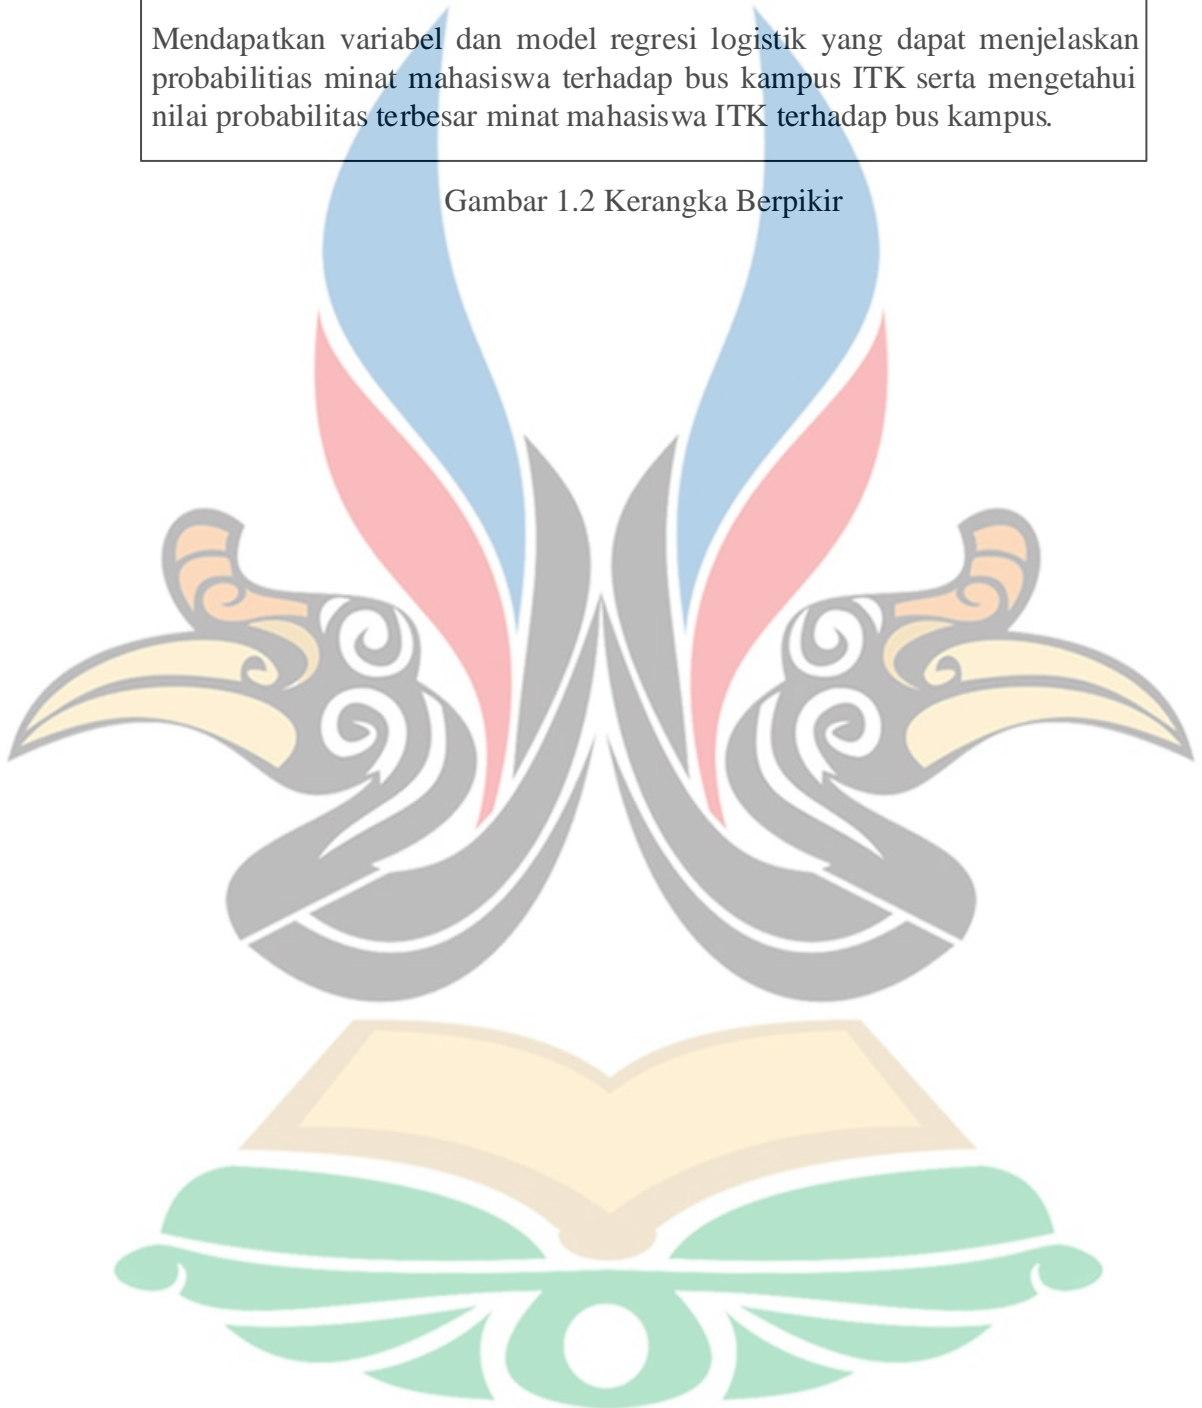 Mendapatkan variabel dan model regresi logistik yang dapat menjelaskan
probabilitias minat mahasiswa terhadap bus kampus ITK serta mengetahui
nilai probabilitas terbesar minat mahasiswa ITK terhadap bus kampus.
Gambar 1.2 Kerangka Berpikir